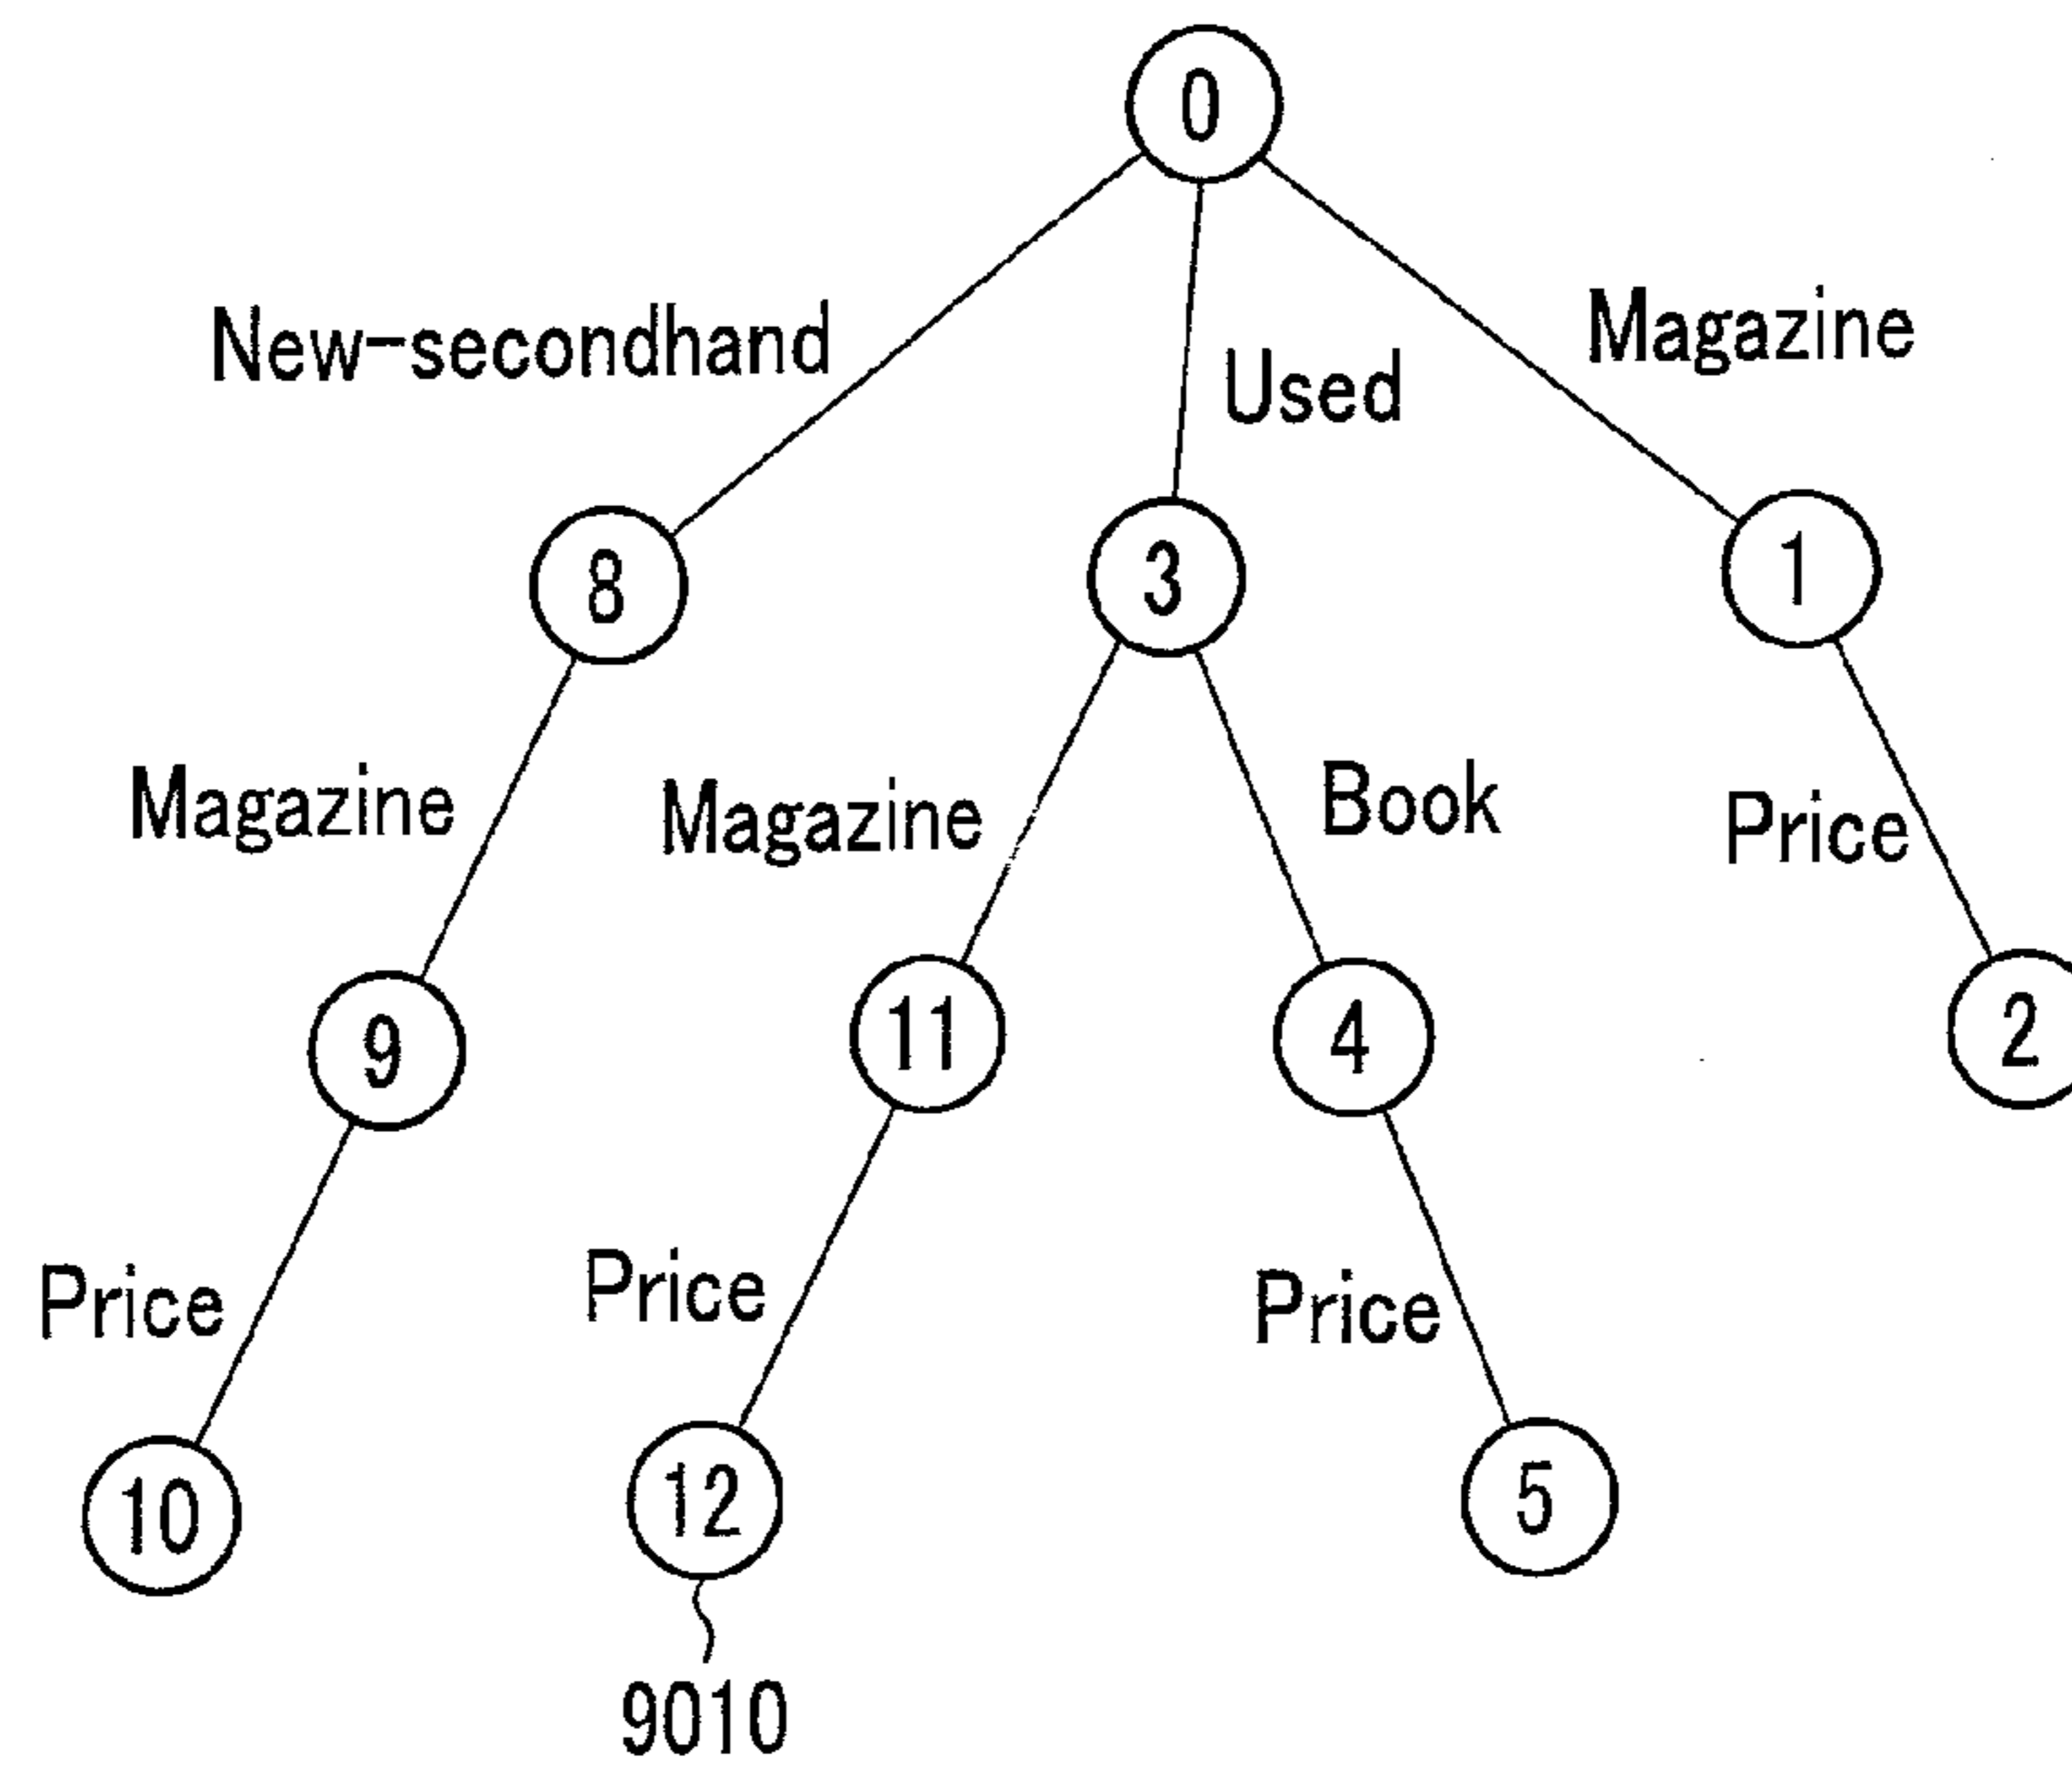 0
New-secondhand
Used
Magazine
8
3
1
Magazine
Magazine
Book
Price
9
11
4
2
Price
Price
Price
10
12
5
9010